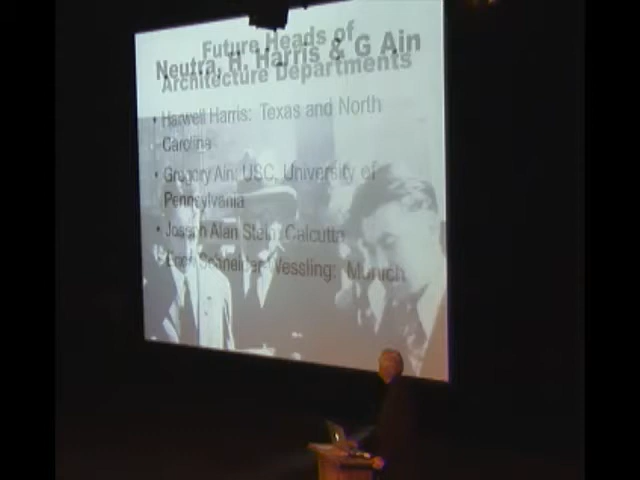 Future Heads of
Neutra, H. Harris & G Ain
Architecture Departments
• Harwell Harris: Texas and North
Carolina
• Gregory Ain: USC, University of
Pennsylvania
• Joseph Alan Stein: Calcutta
Schneider-Wessling: Munich